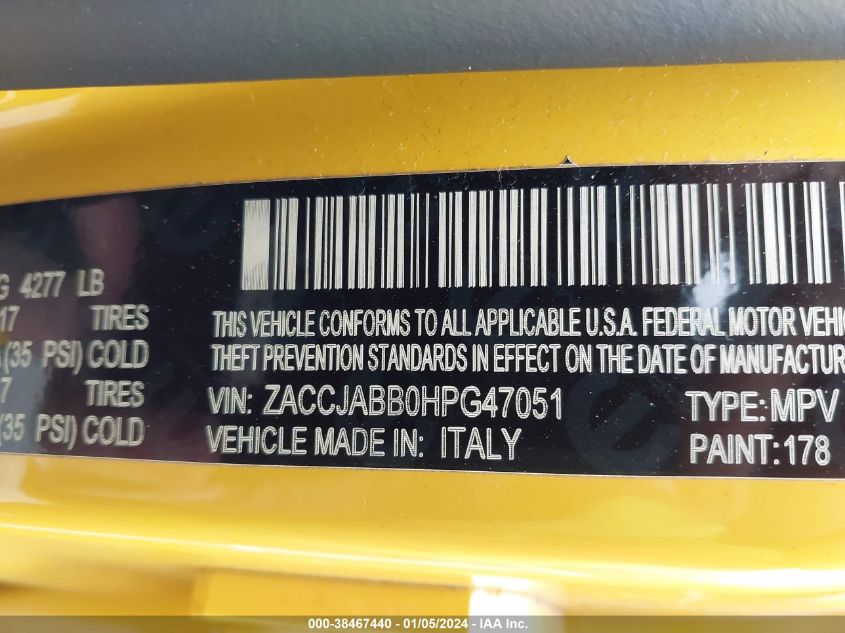 G 4277 LB
17 TIRES
(35 PSI) COLD
7 TIRES
(35 PSI) COLD
THIS VEHICLE CONFORMS TO ALL APPLICABLE U.S.A. FEDERAL MOTOR VEHIC
THEFT PREVENTION STANDARDS IN EFFECT ON THE DATE OF MANUFACTUR
VIN: ZACCJABB0HPG47051 TYPE: MPV
VEHICLE MADE IN: ITALY PAINT: 178
000-38467440 - 01/05/2024 - IAA Inc.